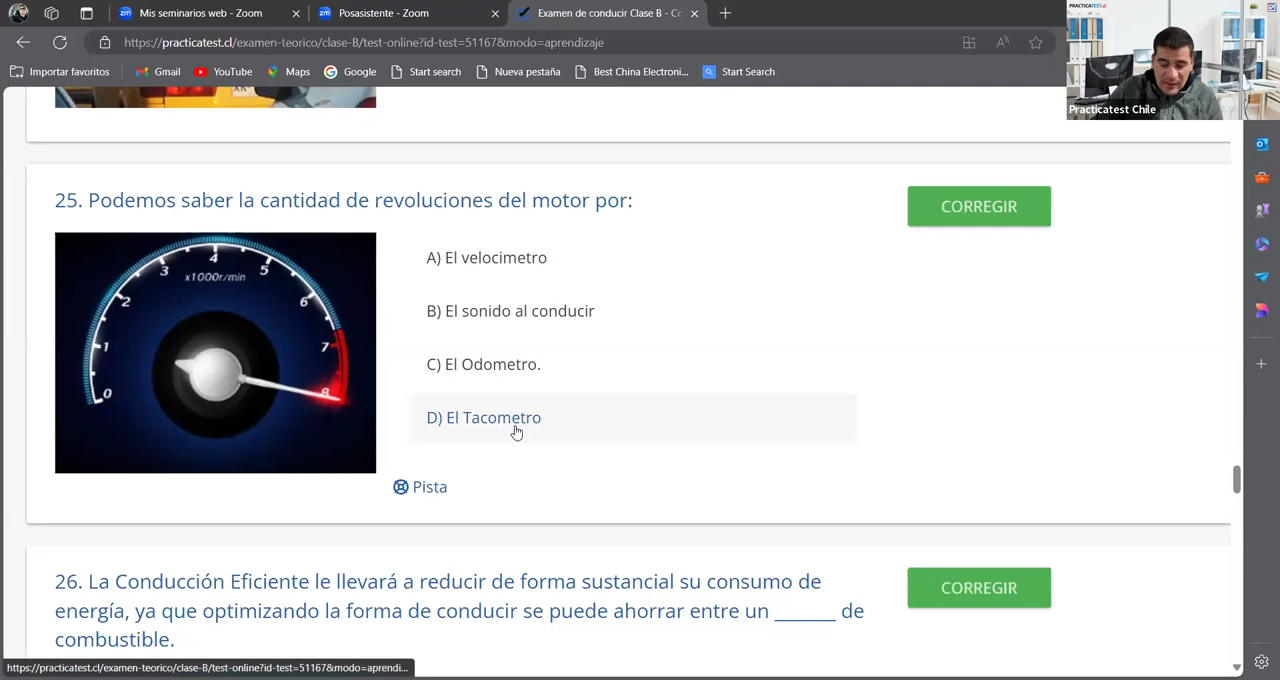 Mis seminarios web - Zoom
Posasistente - Zoom
Examen de conducir Clase B - Co
https://practicatest.cl/examen-teorico/clase-B/test-online?id-test=51167&modo=aprendizaje
Importar favoritos
Gmail
YouTube
Maps
Google
Start search
Nueva pestaña
Best China Electroni...
Start Search
PRACTICATEST.cl
Practicatest Chile
25. Podemos saber la cantidad de revoluciones del motor por:
CORREGIR
0 1 2 3 4 5 6 7 8
x1000r/min
A) El velocimetro
B) El sonido al conducir
C) El Odometro.
D) El Tacometro
Pista
26. La Conducción Eficiente le llevará a reducir de forma sustancial su consumo de
energía, ya que optimizando la forma de conducir se puede ahorrar entre un _______ de
combustible.
CORREGIR
https://practicatest.cl/examen-teorico/clase-B/test-online?id-test=51167&modo=aprendi...